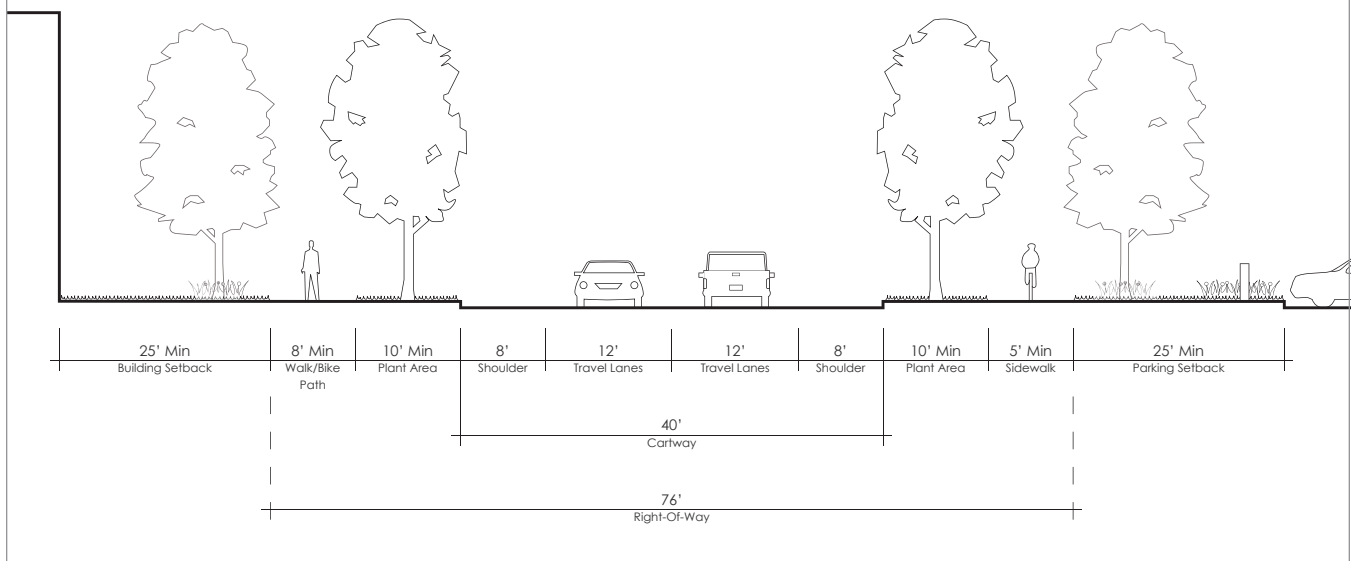 25’ Min
Building Setback
8’ Min
Walk/Bike
Path
10’ Min
Plant Area
8’
Shoulder
12’
Travel Lanes
12’
Travel Lanes
8’
Shoulder
10’ Min
Plant Area
5’ Min
Sidewalk
25’ Min
Parking Setback
40’
Cartway
76’
Right-Of-Way